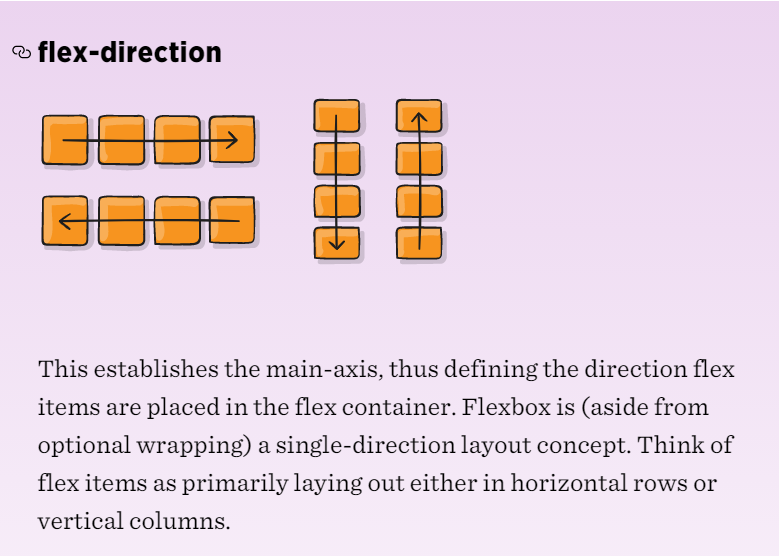 flex-direction
This establishes the main-axis, thus defining the direction flex
items are placed in the flex container. Flexbox is (aside from
optional wrapping) a single-direction layout concept. Think of
flex items as primarily laying out either in horizontal rows or
vertical columns.